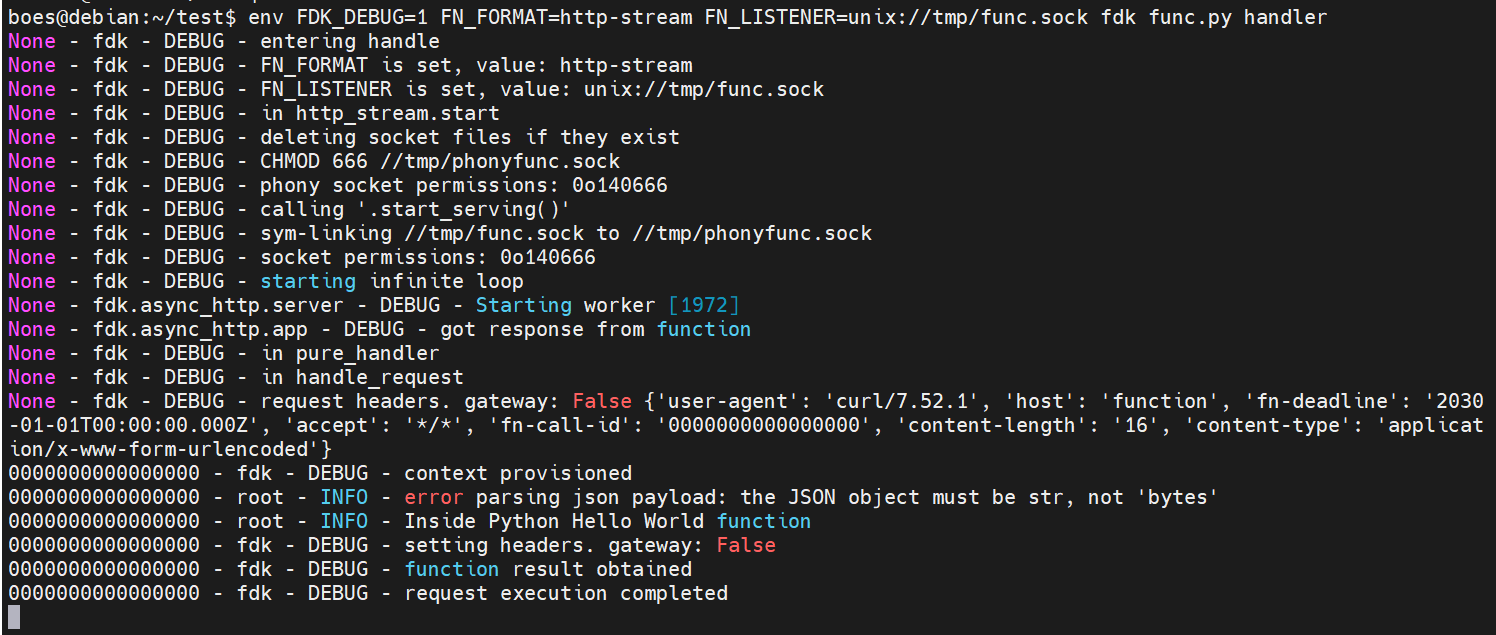 boes@debian:~/test$ env FDK_DEBUG=1 FN_FORMAT=http-stream FN_LISTENER=unix://tmp/func.sock fdk func.py handler
None - fdk - DEBUG - entering handle
None - fdk - DEBUG - FN_FORMAT is set, value: http-stream
None - fdk - DEBUG - FN_LISTENER is set, value: unix://tmp/func.sock
None - fdk - DEBUG - in http_stream.start
None - fdk - DEBUG - deleting socket files if they exist
None - fdk - DEBUG - CHMOD 666 //tmp/phonyfunc.sock
None - fdk - DEBUG - phony socket permissions: 0o140666
None - fdk - DEBUG - calling '.start_serving()'
None - fdk - DEBUG - sym-linking //tmp/func.sock to //tmp/phonyfunc.sock
None - fdk - DEBUG - socket permissions: 0o140666
None - fdk - DEBUG - starting infinite loop
None - fdk.async_http.server - DEBUG - Starting worker [1972]
None - fdk.async_http.app - DEBUG - got response from function
None - fdk - DEBUG - in pure_handler
None - fdk - DEBUG - in handle_request
None - fdk - DEBUG - request headers. gateway: False {'user-agent': 'curl/7.52.1', 'host': 'function', 'fn-deadline': '2030
-01-01T00:00:00.000Z', 'accept': '*/*', 'fn-call-id': '0000000000000000', 'content-length': '16', 'content-type': 'applicat
ion/x-www-form-urlencoded'}
0000000000000000 - fdk - DEBUG - context provisioned
0000000000000000 - root - INFO - error parsing json payload: the JSON object must be str, not 'bytes'
0000000000000000 - root - INFO - Inside Python Hello World function
0000000000000000 - fdk - DEBUG - setting headers. gateway: False
0000000000000000 - fdk - DEBUG - function result obtained
0000000000000000 - fdk - DEBUG - request execution completed